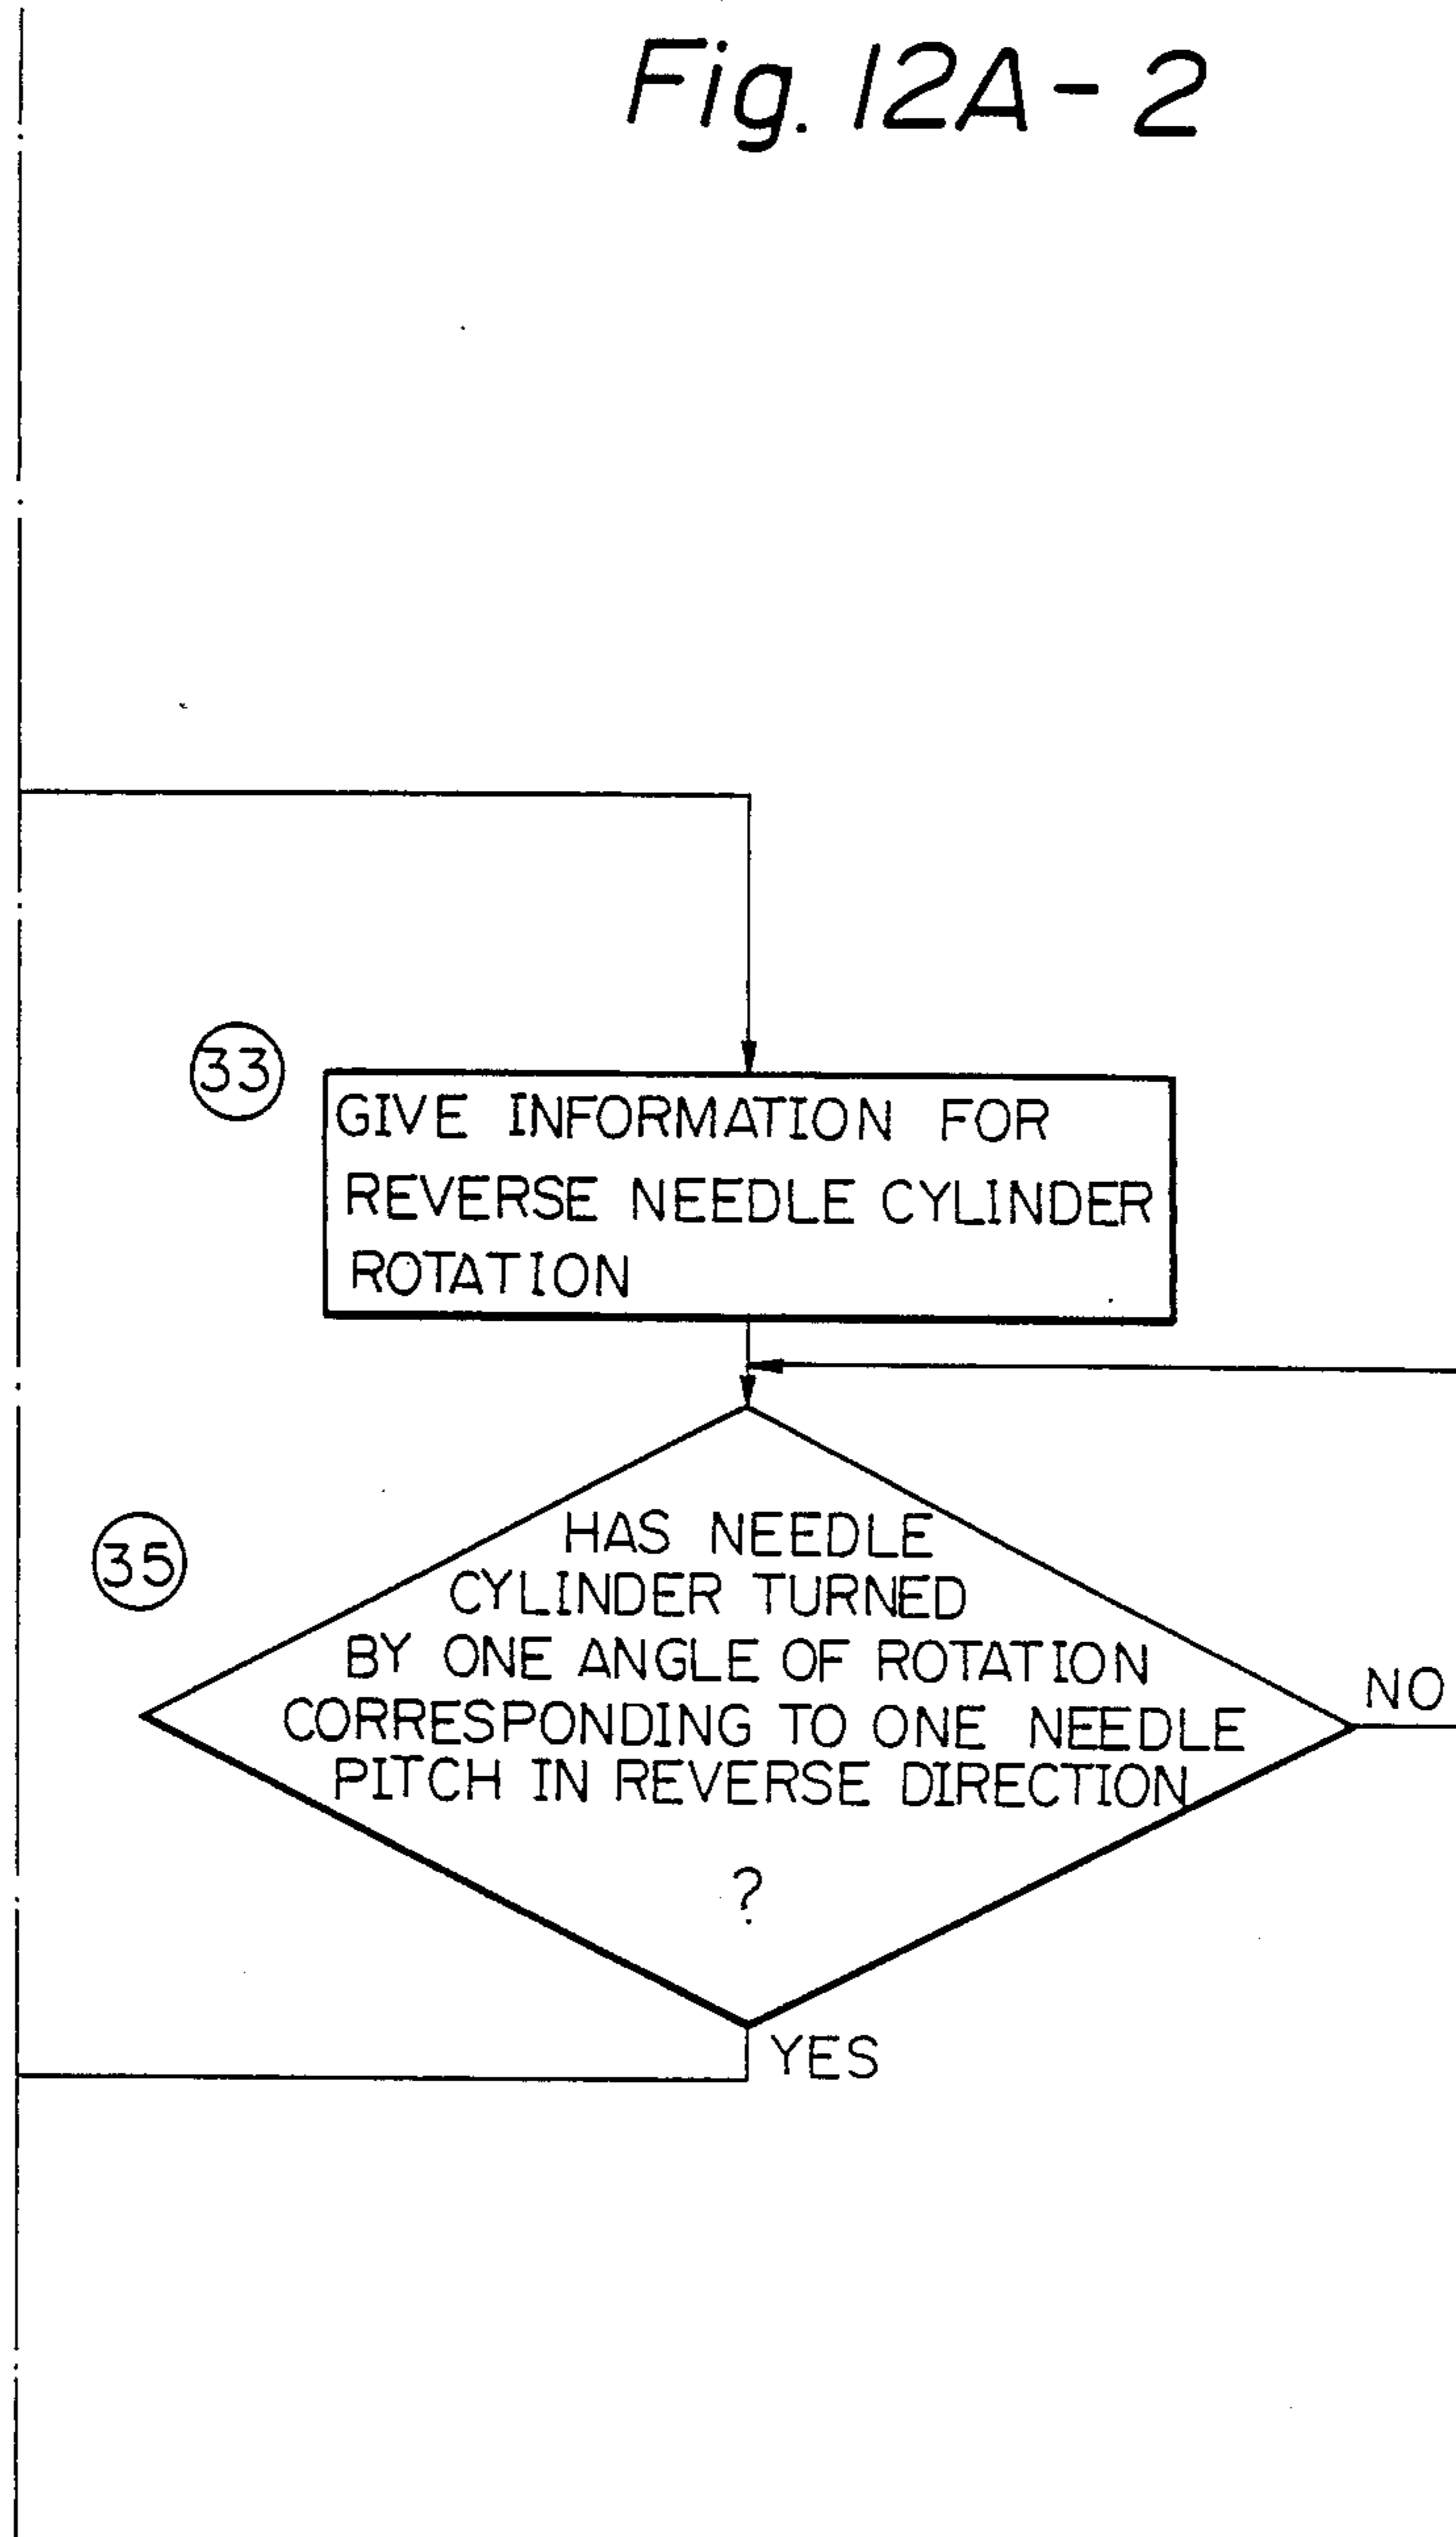 Fig. 12A-2
33
GIVE INFORMATION FOR
REVERSE NEEDLE CYLINDER
ROTATION
35
HAS NEEDLE
CYLINDER TURNED
BY ONE ANGLE OF ROTATION
CORRESPONDING TO ONE NEEDLE
PITCH IN REVERSE DIRECTION
?
NO
YES